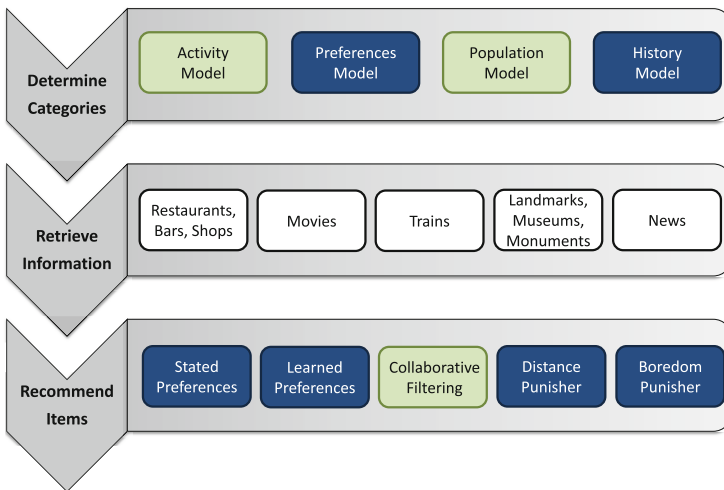 Determine
Categories
Activity
Model
Preferences
Model
Population
Model
History
Model
Retrieve
Information
Restaurants,
Bars, Shops
Movies
Trains
Landmarks,
Museums,
Monuments
News
Recommend
Items
Stated
Preferences
Learned
Preferences
Collaborative
Filtering
Distance
Punisher
Boredom
Punisher